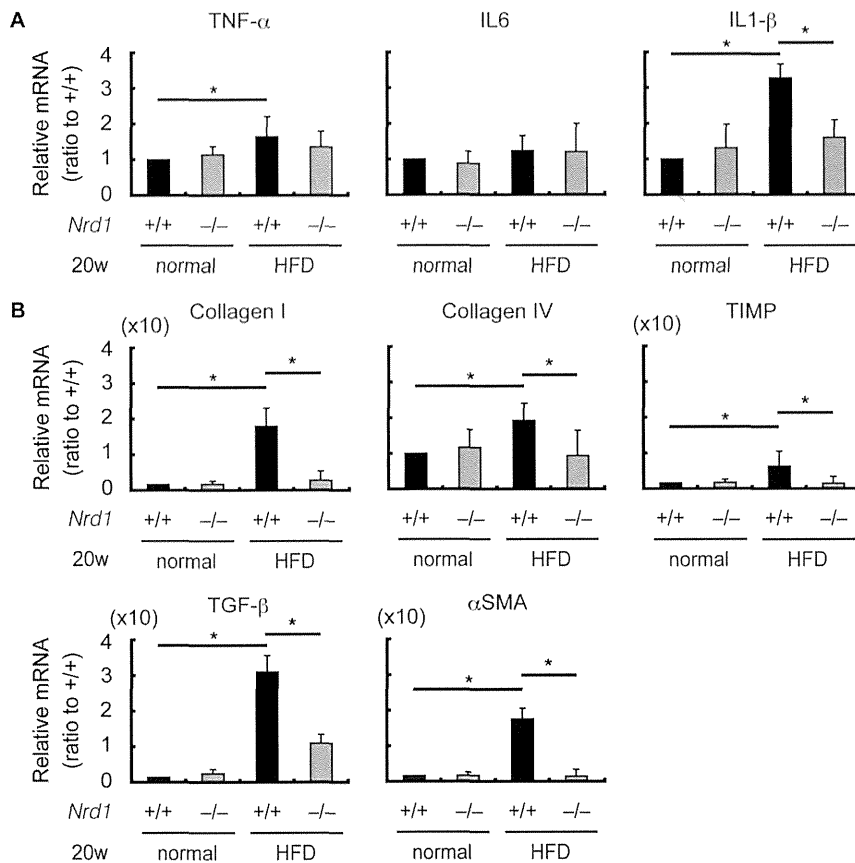 A
TNF-α IL6 IL1-β
Relative mRNA
(ratio to +/+)
4
3
2
1
0
* * *
Nrd1 +/+ –/– +/+ –/– +/+ –/– +/+ –/– +/+ –/– +/+ –/–
20w normal HFD normal HFD normal HFD
B
(x10) Collagen I Collagen IV (x10) TIMP
Relative mRNA
(ratio to +/+)
4
3
2
1
0
* * * * * *
Nrd1 +/+ –/– +/+ –/– +/+ –/– +/+ –/– +/+ –/– +/+ –/–
20w normal HFD normal HFD normal HFD
(x10) TGF-β (x10) αSMA
Relative mRNA
(ratio to +/+)
4
3
2
1
0
* * * *
Nrd1 +/+ –/– +/+ –/– +/+ –/– +/+ –/–
20w normal HFD normal HFD